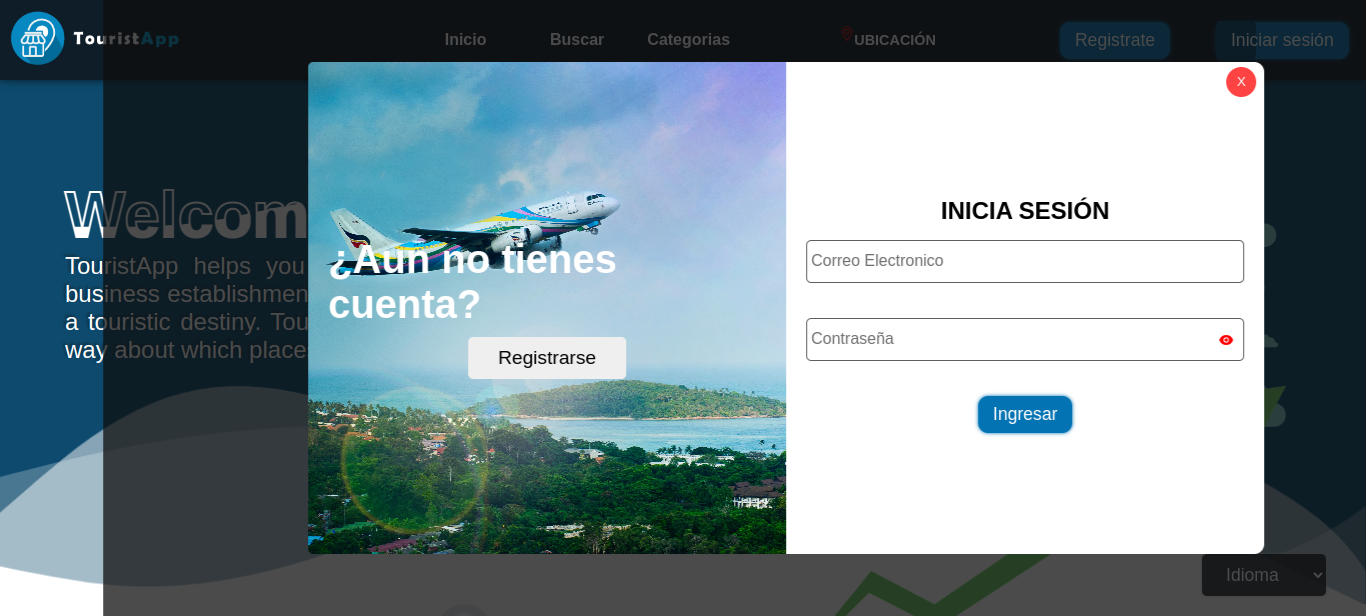 TouristApp
Inicio
Buscar
Categorias
UBICACIÓN
Registrate
Iniciar sesión
X
Welcom
TouristApp helps you
business establishmen
a touristic destiny. Tou
way about which place
¿Aun no tienes
cuenta?
Registrarse
INICIA SESIÓN
Correo Electronico
Contraseña
Ingresar
Idioma